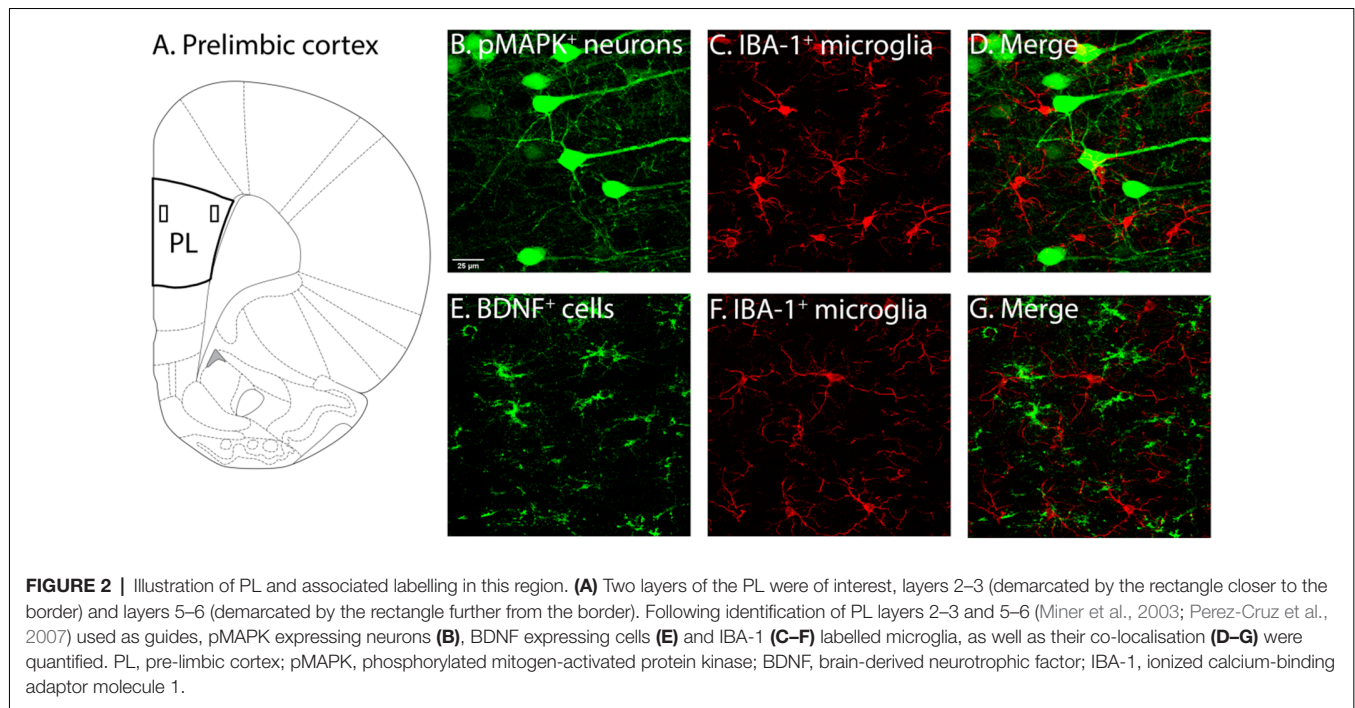 A. Prelimbic cortex
B. pMAPK⁺ neurons
C. IBA-1⁺ microglia
D. Merge
PL
25 µm
E. BDNF⁺ cells
F. IBA-1⁺ microglia
G. Merge
FIGURE 2 | Illustration of PL and associated labelling in this region. (A) Two layers of the PL were of interest, layers 2–3 (demarcated by the rectangle closer to the
border) and layers 5–6 (demarcated by the rectangle further from the border). Following identification of PL layers 2–3 and 5–6 (Miner et al., 2003; Perez-Cruz et al.,
2007) used as guides, pMAPK expressing neurons (B), BDNF expressing cells (E) and IBA-1 (C–F) labelled microglia, as well as their co-localisation (D–G) were
quantified. PL, pre-limbic cortex; pMAPK, phosphorylated mitogen-activated protein kinase; BDNF, brain-derived neurotrophic factor; IBA-1, ionized calcium-binding
adaptor molecule 1.